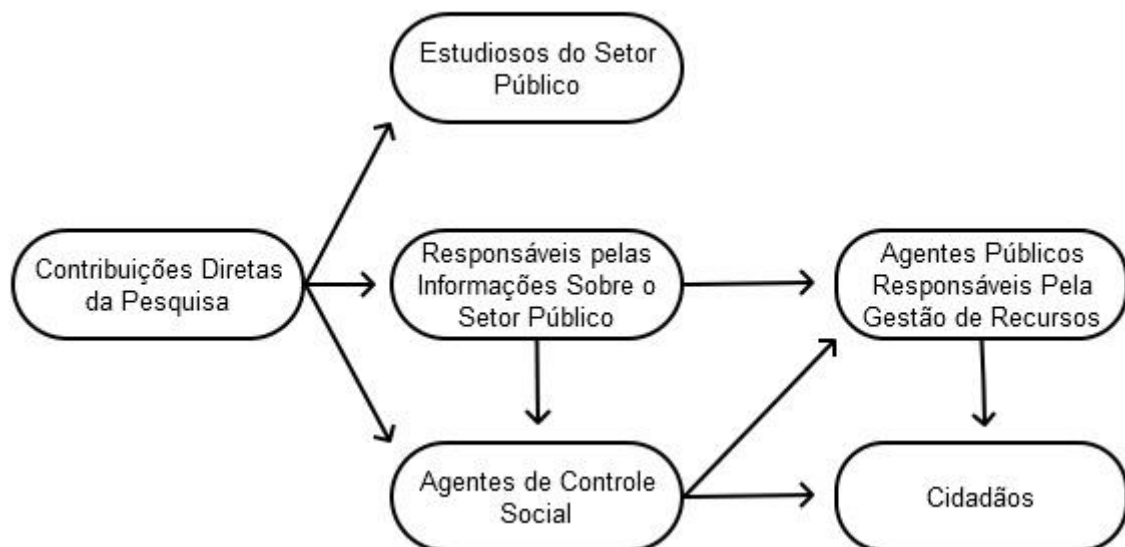 Estudiosos do Setor
Público
Contribuições Diretas
da Pesquisa
Responsáveis pelas
Informações Sobre o
Setor Público
Agentes Públicos
Responsáveis Pela
Gestão de Recursos
Agentes de Controle
Social
Cidadãos